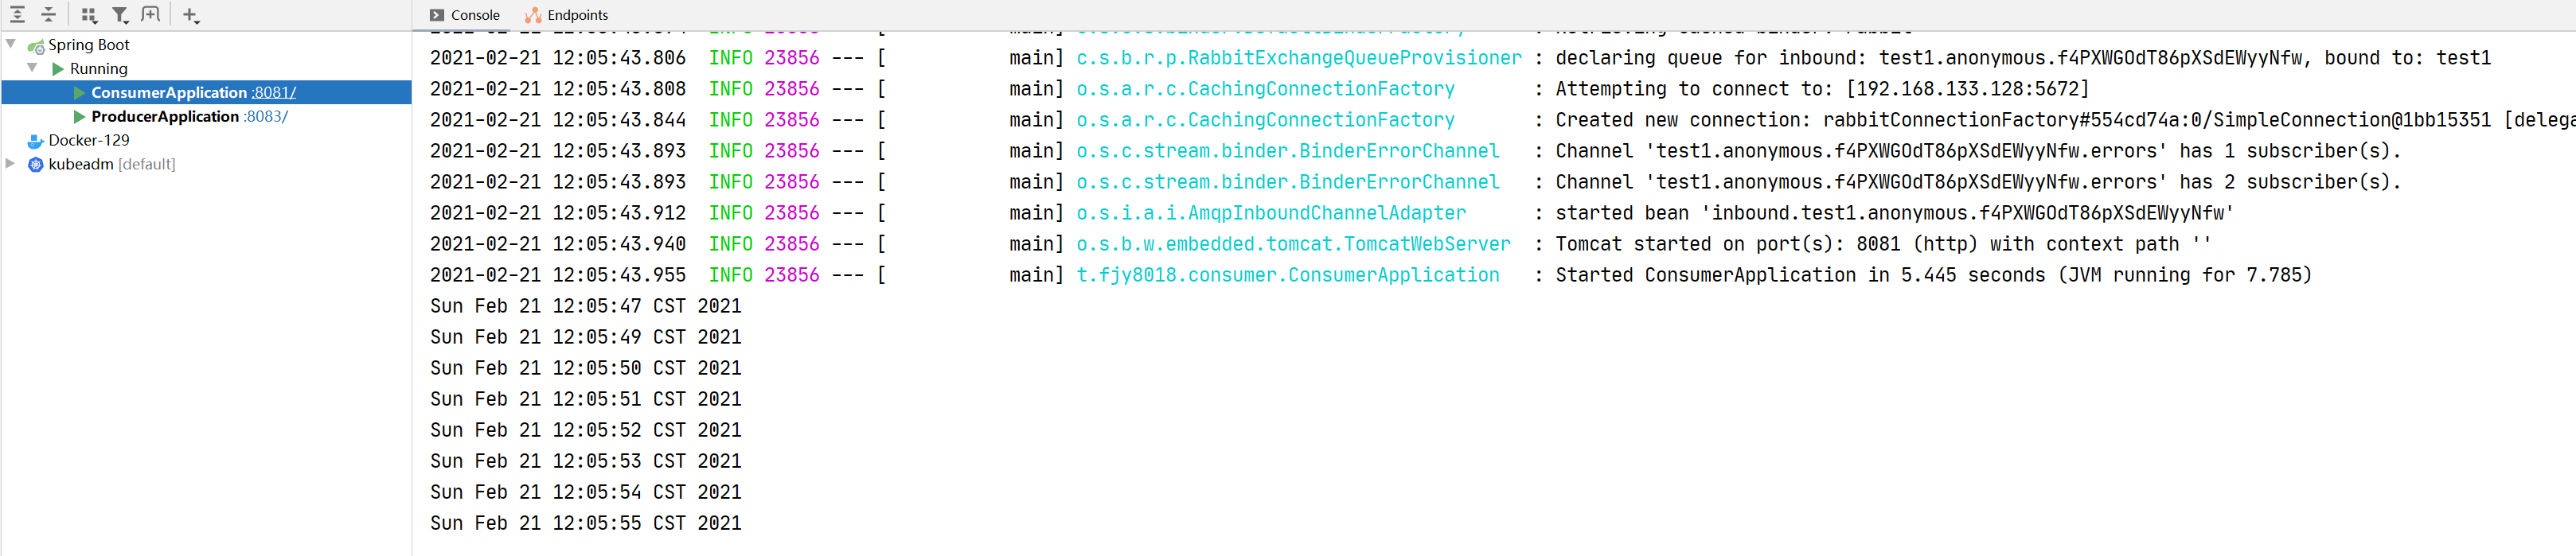 Console Endpoints
Spring Boot
Running
ConsumerApplication :8081/
ProducerApplication :8083/
Docker-129
kubeadm [default]
2021-02-21 12:05:43.806 INFO 23856 --- [ main] c.s.b.r.p.RabbitExchangeQueueProvisioner : declaring queue for inbound: test1.anonymous.f4PXWGOdT86pXSdEWyyNfw, bound to: test1
2021-02-21 12:05:43.808 INFO 23856 --- [ main] o.s.a.r.c.CachingConnectionFactory : Attempting to connect to: [192.168.133.128:5672]
2021-02-21 12:05:43.844 INFO 23856 --- [ main] o.s.a.r.c.CachingConnectionFactory : Created new connection: rabbitConnectionFactory#554cd74a:0/SimpleConnection@1bb15351 [delega
2021-02-21 12:05:43.893 INFO 23856 --- [ main] o.s.c.stream.binder.BinderErrorChannel : Channel 'test1.anonymous.f4PXWGOdT86pXSdEWyyNfw.errors' has 1 subscriber(s).
2021-02-21 12:05:43.893 INFO 23856 --- [ main] o.s.c.stream.binder.BinderErrorChannel : Channel 'test1.anonymous.f4PXWGOdT86pXSdEWyyNfw.errors' has 2 subscriber(s).
2021-02-21 12:05:43.912 INFO 23856 --- [ main] o.s.i.a.i.AmqpInboundChannelAdapter : started bean 'inbound.test1.anonymous.f4PXWGOdT86pXSdEWyyNfw'
2021-02-21 12:05:43.940 INFO 23856 --- [ main] o.s.b.w.embedded.tomcat.TomcatWebServer : Tomcat started on port(s): 8081 (http) with context path ''
2021-02-21 12:05:43.955 INFO 23856 --- [ main] t.fjy8018.consumer.ConsumerApplication : Started ConsumerApplication in 5.445 seconds (JVM running for 7.785)
Sun Feb 21 12:05:47 CST 2021
Sun Feb 21 12:05:49 CST 2021
Sun Feb 21 12:05:50 CST 2021
Sun Feb 21 12:05:51 CST 2021
Sun Feb 21 12:05:52 CST 2021
Sun Feb 21 12:05:53 CST 2021
Sun Feb 21 12:05:54 CST 2021
Sun Feb 21 12:05:55 CST 2021